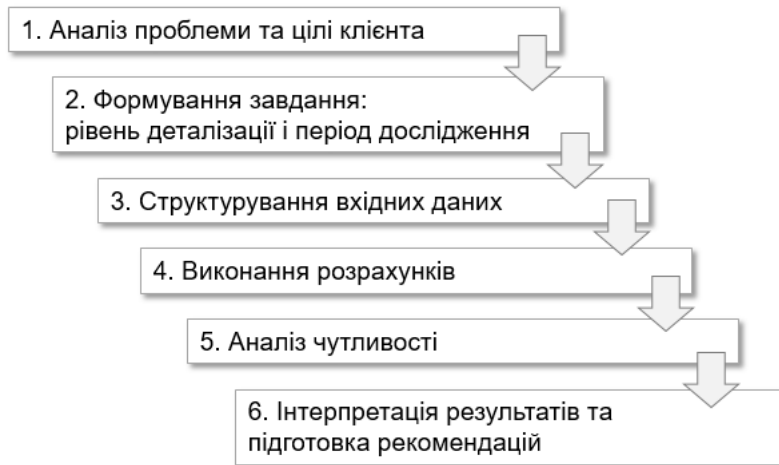 1. Аналіз проблеми та цілі клієнта
2. Формування завдання:
рівень деталізації і період дослідження
3. Структурування вхідних даних
4. Виконання розрахунків
5. Аналіз чутливості
6. Інтерпретація результатів та
підготовка рекомендацій